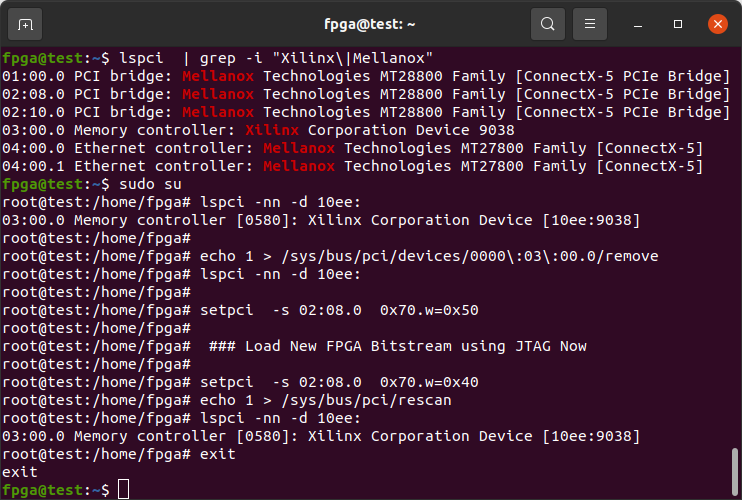 fpga@test: ~
fpga@test:~$ lspci  | grep -i "Xilinx\|Mellanox"
01:00.0 PCI bridge: Mellanox Technologies MT28800 Family [ConnectX-5 PCIe Bridge]
02:08.0 PCI bridge: Mellanox Technologies MT28800 Family [ConnectX-5 PCIe Bridge]
02:10.0 PCI bridge: Mellanox Technologies MT28800 Family [ConnectX-5 PCIe Bridge]
03:00.0 Memory controller: Xilinx Corporation Device 9038
04:00.0 Ethernet controller: Mellanox Technologies MT27800 Family [ConnectX-5]
04:00.1 Ethernet controller: Mellanox Technologies MT27800 Family [ConnectX-5]
fpga@test:~$ sudo su
root@test:/home/fpga# lspci -nn -d 10ee:
03:00.0 Memory controller [0580]: Xilinx Corporation Device [10ee:9038]
root@test:/home/fpga#
root@test:/home/fpga# echo 1 > /sys/bus/pci/devices/0000\:03\:00.0/remove
root@test:/home/fpga# lspci -nn -d 10ee:
root@test:/home/fpga#
root@test:/home/fpga# setpci  -s 02:08.0  0x70.w=0x50
root@test:/home/fpga#
root@test:/home/fpga#  ### Load New FPGA Bitstream using JTAG Now
root@test:/home/fpga#
root@test:/home/fpga# setpci  -s 02:08.0  0x70.w=0x40
root@test:/home/fpga# echo 1 > /sys/bus/pci/rescan
root@test:/home/fpga# lspci -nn -d 10ee:
03:00.0 Memory controller [0580]: Xilinx Corporation Device [10ee:9038]
root@test:/home/fpga# exit
exit
fpga@test:~$